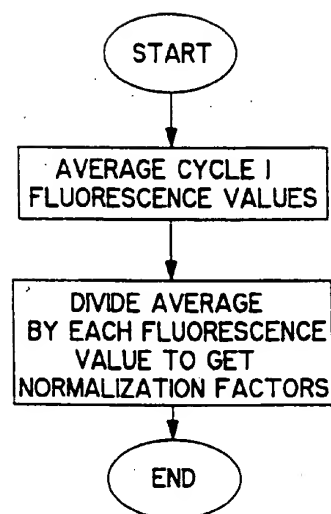 START
AVERAGE CYCLE I
FLUORESCENCE VALUES
DIVIDE AVERAGE
BY EACH FLUORESCENCE
VALUE TO GET
NORMALIZATION FACTORS
END